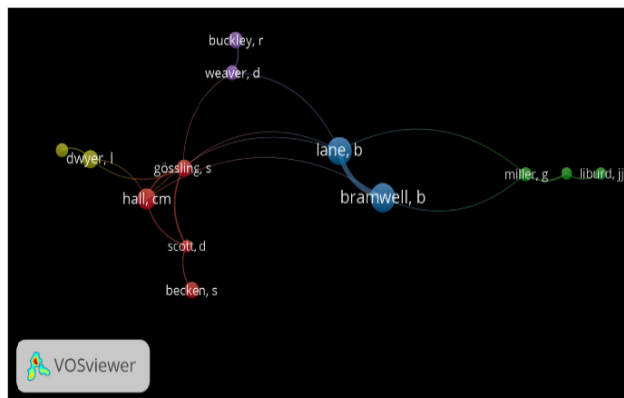 buckley, r
weaver, d
lane, b
dwyer, l
gössling, s
miller, g
liburd, jj
hall, cm
bramwell, b
scott, d
becken, s
VOSviewer